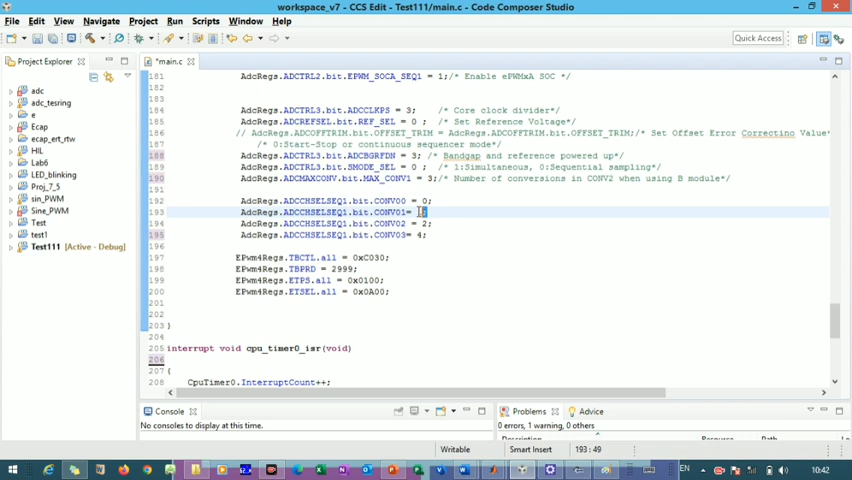 workspace_v7 - CCS Edit - Test111/main.c - Code Composer Studio
File Edit View Navigate Project Run Scripts Window Help
Quick Access
Project Explorer
*main.c
adc
adc_tesring
e
Ecap
ecap_ert_rtw
HIL
Lab6
LED_blinking
Proj_7_5
sin_PWM
Sine_PWM
Test
test1
Test111 [Active - Debug]
181 AdcRegs.ADCTRL2.bit.EPWM_SOCA_SEQ1 = 1;/* Enable ePWMxA SOC */
182
183
184 AdcRegs.ADCTRL3.bit.ADCCLKPS = 3; /* Core clock divider*/
185 AdcRegs.ADCREFSEL.bit.REF_SEL = 0 ; /* Set Reference Voltage*/
186 // AdcRegs.ADCOFFTRIM.bit.OFFSET_TRIM = AdcRegs.ADCOFFTRIM.bit.OFFSET_TRIM;/* Set Offset Error Correctino Value*
187 /* 0:Start-Stop or continuous sequencer mode*/
188 AdcRegs.ADCTRL3.bit.ADCBGRFDN = 3; /* Bandgap and reference powered up*/
189 AdcRegs.ADCTRL3.bit.SMODE_SEL = 0 ; /* 1:Simultaneous, 0:Sequential sampling*/
190 AdcRegs.ADCMAXCONV.bit.MAX_CONV1 = 3;/* Number of conversions in CONV2 when using B module*/
191
192 AdcRegs.ADCCHSELSEQ1.bit.CONV00 = 0;
193 AdcRegs.ADCCHSELSEQ1.bit.CONV01=
194 AdcRegs.ADCCHSELSEQ1.bit.CONV02 = 2;
195 AdcRegs.ADCCHSELSEQ1.bit.CONV03= 4;
196
197 EPwm4Regs.TBCTL.all = 0xC030;
198 EPwm4Regs.TBPRD = 2999;
199 EPwm4Regs.ETPS.all = 0x0100;
200 EPwm4Regs.ETSEL.all = 0x0A00;
201
202
203 }
204
205 interrupt void cpu_timer0_isr(void)
206
207 {
208 CpuTimer0.InterruptCount++;
Console
No consoles to display at this time.
Problems
Advice
0 errors, 1 warning, 0 others
Description Resource Path Location
Writable Smart Insert 193 : 49
EN 10:42